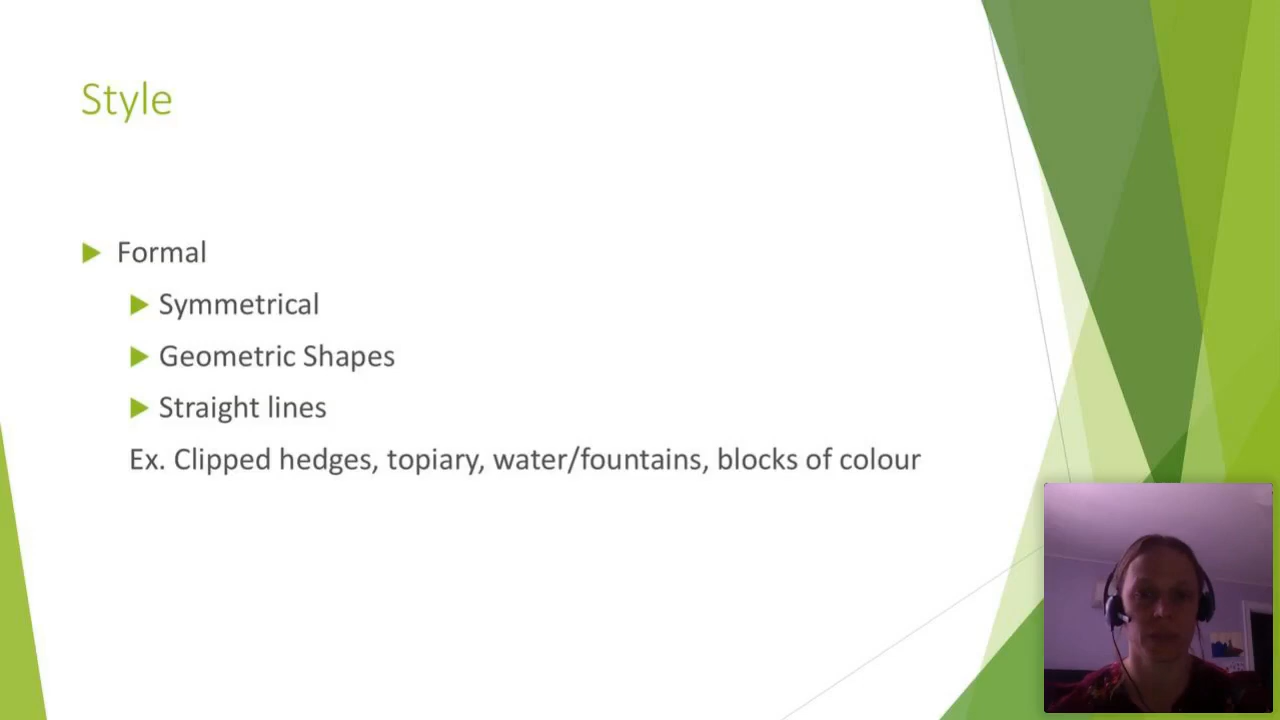 Style
Formal
Symmetrical
Geometric Shapes
Straight lines
Ex. Clipped hedges, topiary, water/fountains, blocks of colour